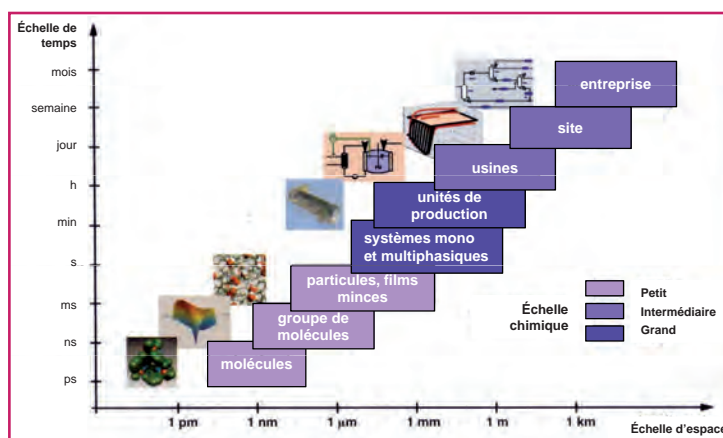 Échelle de
temps
mois
semaine
jour
h
min
s
ms
ns
ps
entreprise
site
usines
unités de
production
systèmes mono
et multiphasiques
particules, films
minces
groupe de
molécules
molécules
Échelle
chimique
Petit
Intermédiaire
Grand
1 pm
1 nm
1 µm
1 mm
1 m
1 km
Échelle d'espace